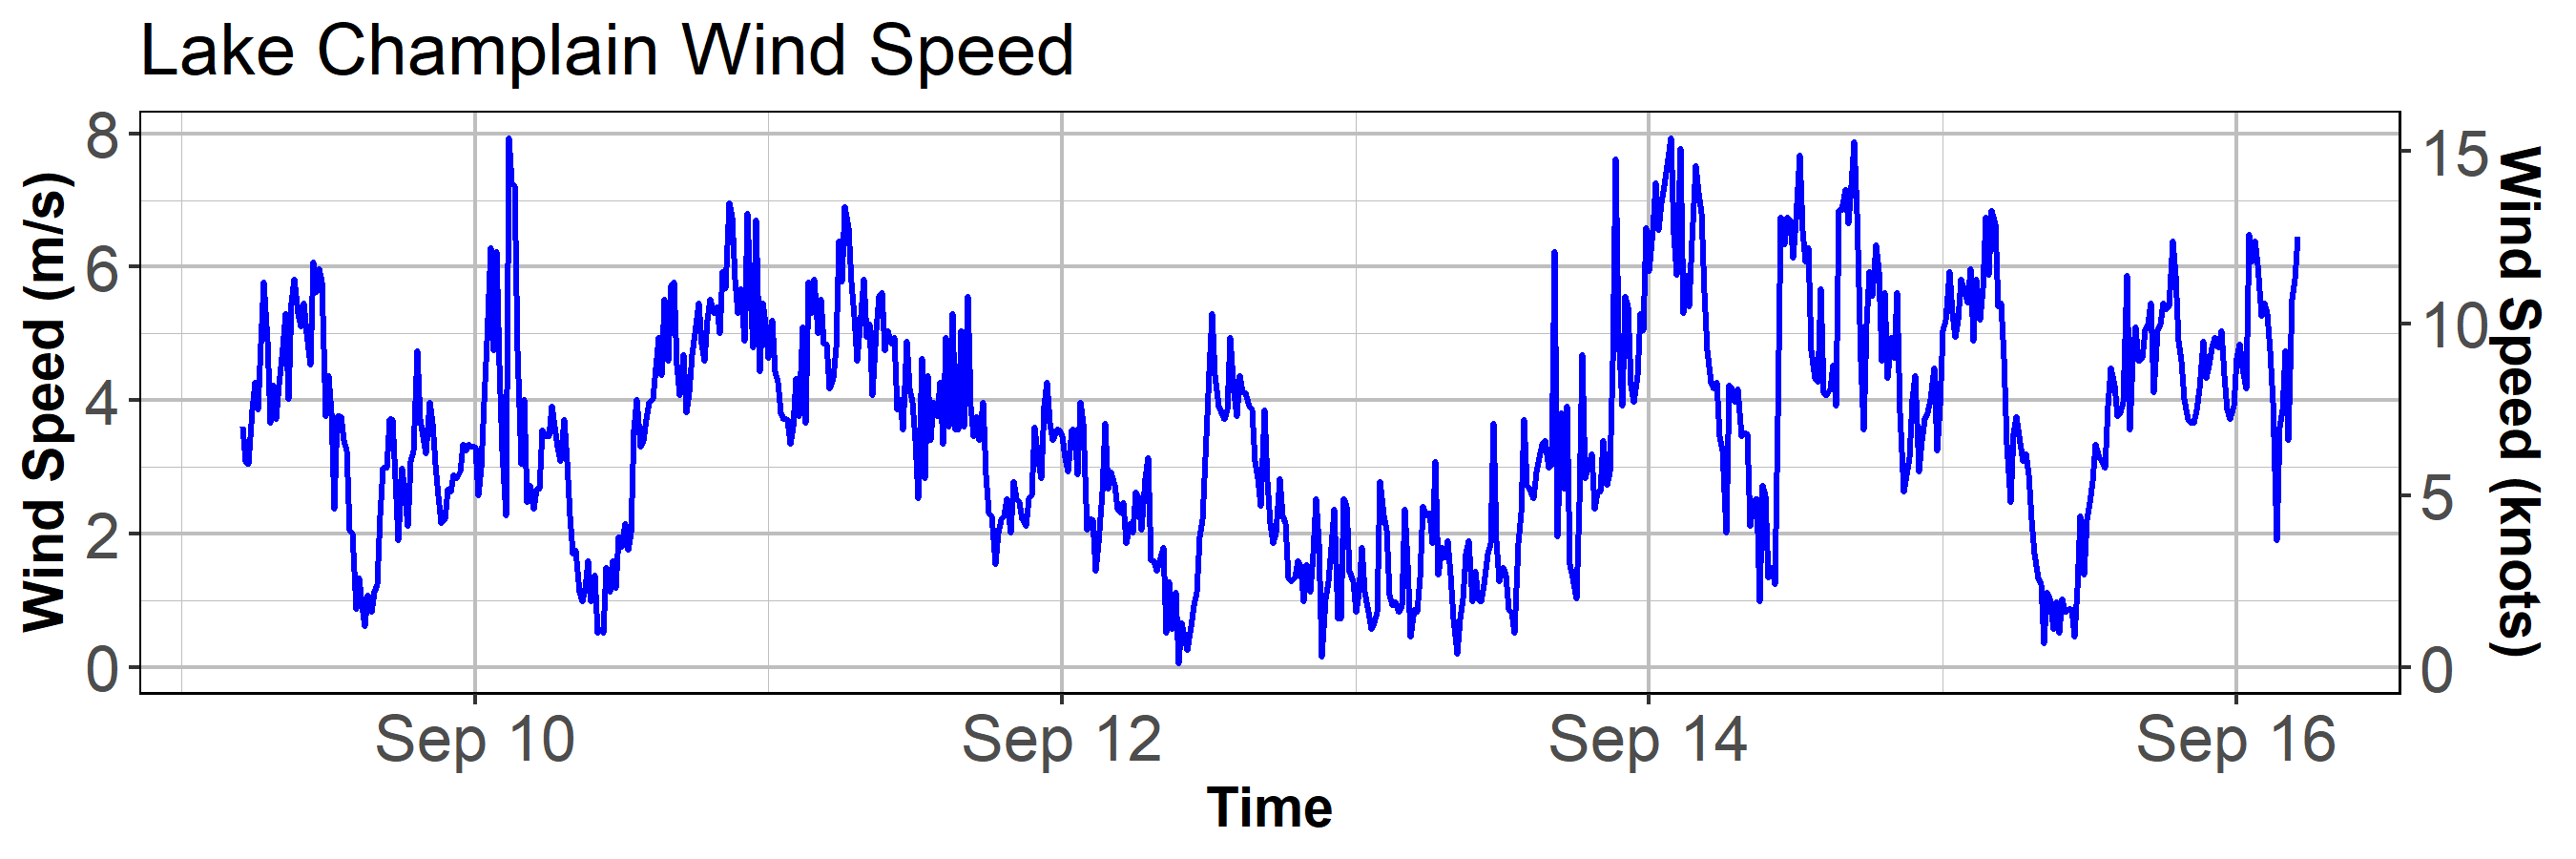 Lake Champlain Wind Speed
Wind Speed (m/s)
8
6
4
2
0
15
10
5
0
Wind Speed (knots)
Sep 10
Sep 12
Sep 14
Sep 16
Time